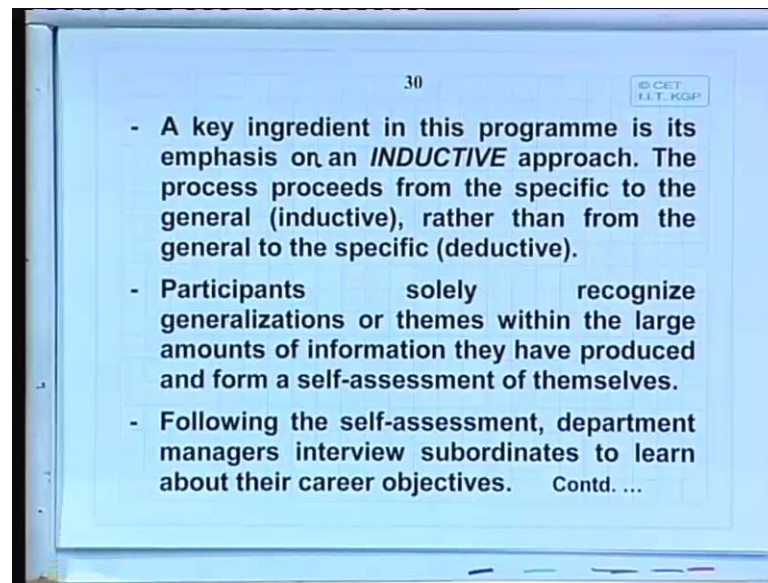 30
© CET
I.I.T. KGP
- A key ingredient in this programme is its
emphasis on an INDUCTIVE approach. The
process proceeds from the specific to the
general (inductive), rather than from the
general to the specific (deductive).
- Participants solely recognize
generalizations or themes within the large
amounts of information they have produced
and form a self-assessment of themselves.
- Following the self-assessment, department
managers interview subordinates to learn
about their career objectives. Contd. ...